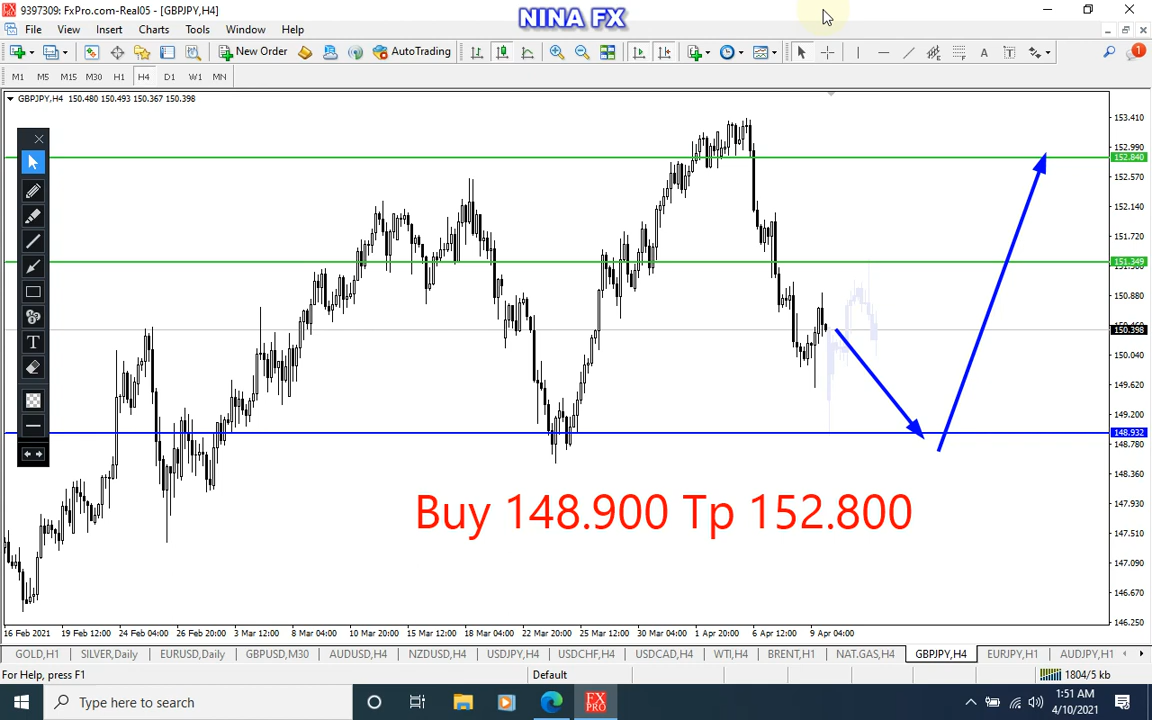 9397309: FxPro.com-Real05 - [GBPJPY,H4]
NINA FX
File View Insert Charts Tools Window Help
New Order AutoTrading
1
M1 M5 M15 M30 H1 H4 D1 W1 MN
GBPJPY,H4 150.480 150.493 150.367 150.398
153.410
152.990
152.840
152.570
152.140
151.720
151.349
150.880
150.398
150.040
149.620
149.200
148.932
148.780
148.360
147.930
147.510
147.090
146.670
146.250
Buy 148.900 Tp 152.800
16 Feb 2021 19 Feb 12:00 24 Feb 04:00 26 Feb 20:00 3 Mar 12:00 8 Mar 04:00 10 Mar 20:00 15 Mar 12:00 18 Mar 04:00 22 Mar 20:00 25 Mar 12:00 30 Mar 04:00 1 Apr 20:00 6 Apr 12:00 9 Apr 04:00
GOLD,H1 SILVER,Daily EURUSD,Daily GBPUSD,M30 AUDUSD,H4 NZDUSD,H4 USDJPY,H4 USDCHF,H4 USDCAD,H4 WTI,H4 BRENT,H1 NAT.GAS,H4 GBPJPY,H4 EURJPY,H1 AUDJPY,H1
For Help, press F1 Default 1804/5 kb
Type here to search FX PRO 1:51 AM
4/10/2021